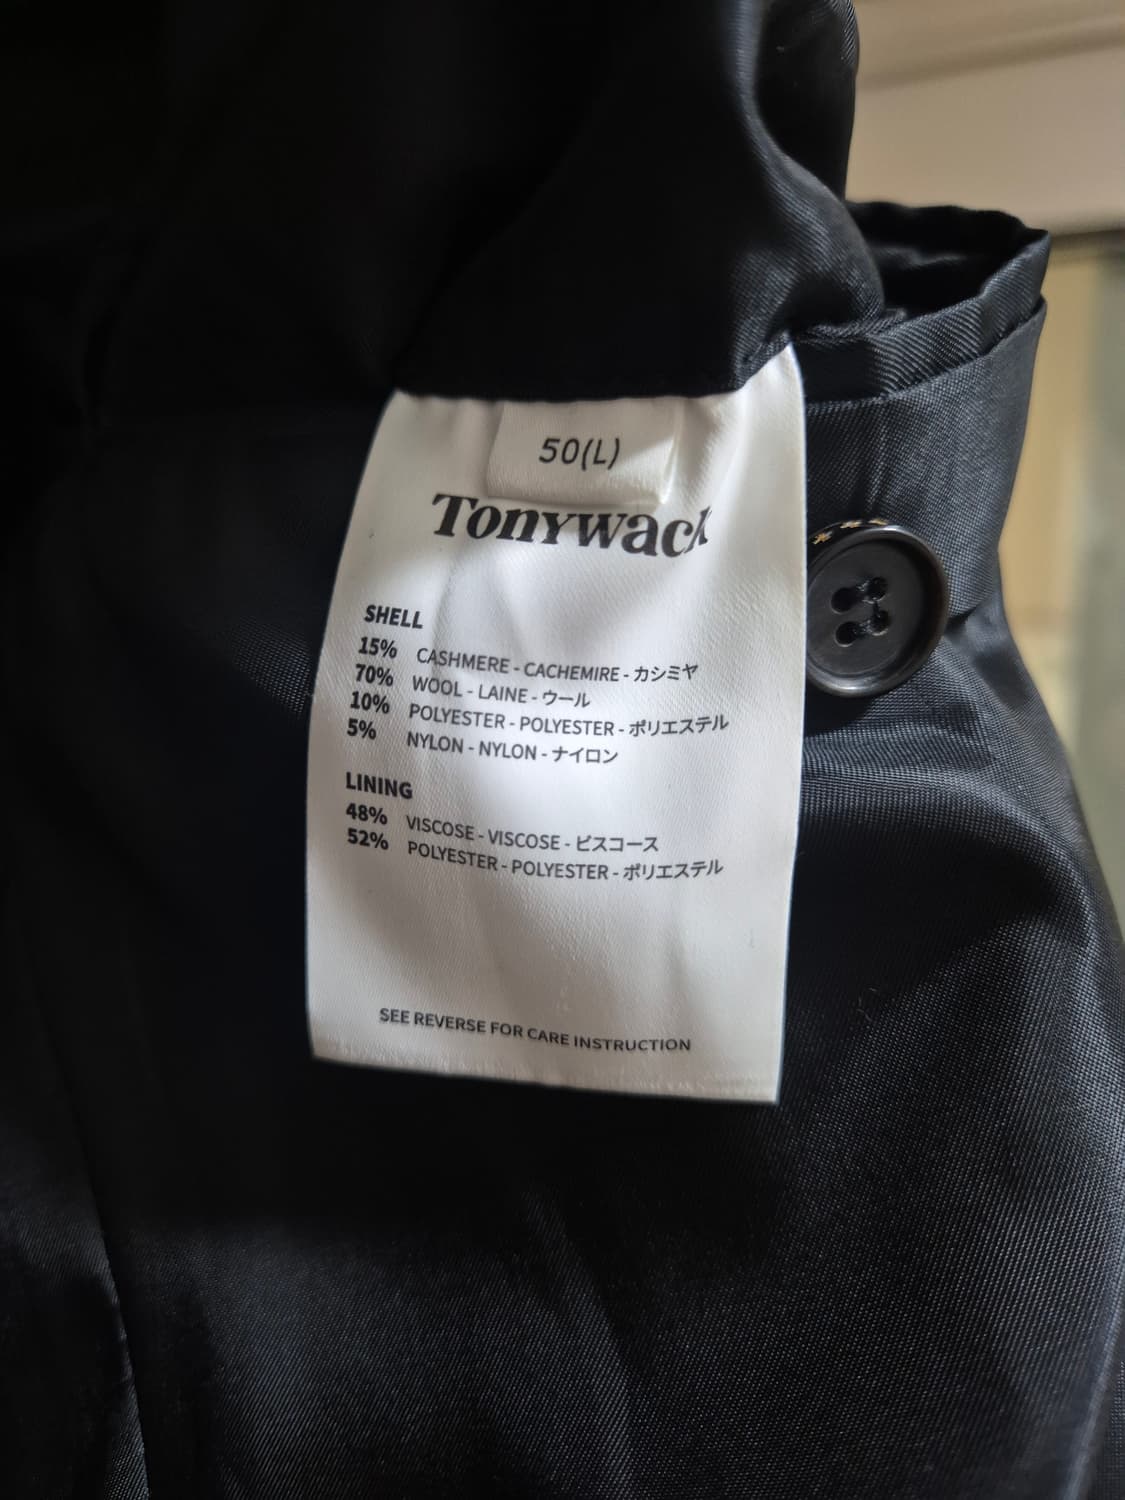 50(L)
Tonywack
SHELL
15% CASHMERE - CACHEMIRE - カシミヤ
70% WOOL - LAINE - ウール
10% POLYESTER - POLYESTER - ポリエステル
5% NYLON - NYLON - ナイロン
LINING
48% VISCOSE - VISCOSE - ビスコース
52% POLYESTER - POLYESTER - ポリエステル
SEE REVERSE FOR CARE INSTRUCTION